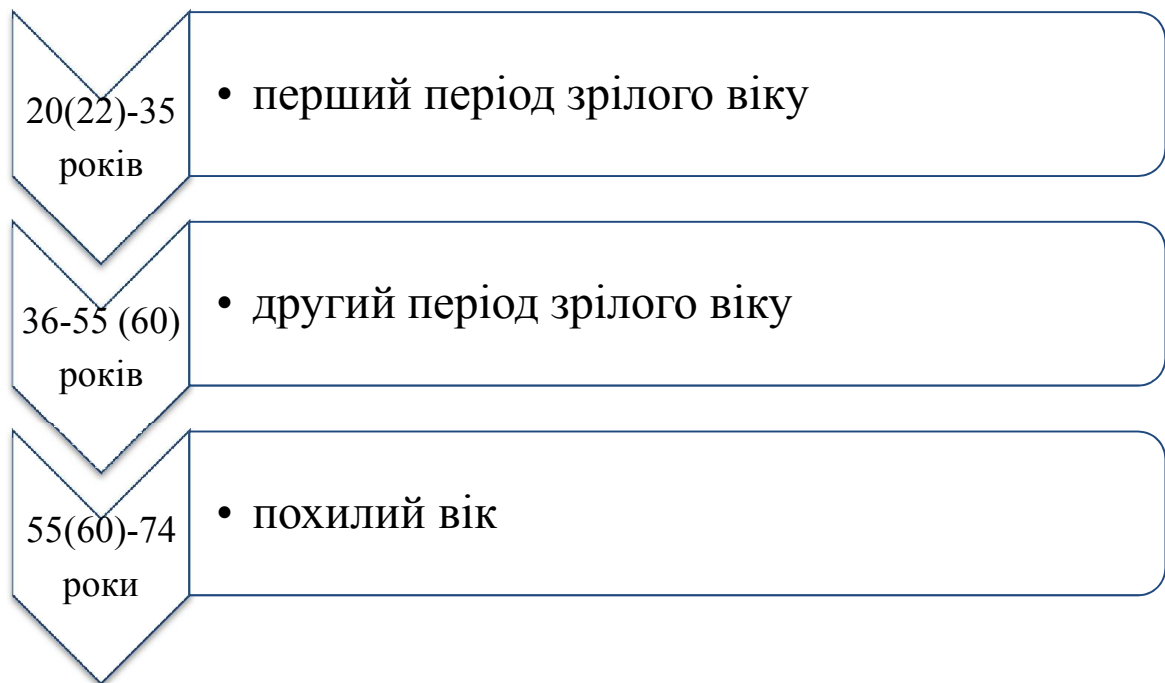 20(22)-35
років
• перший період зрілого віку
36-55 (60)
років
• другий період зрілого віку
55(60)-74
роки
• похилий вік